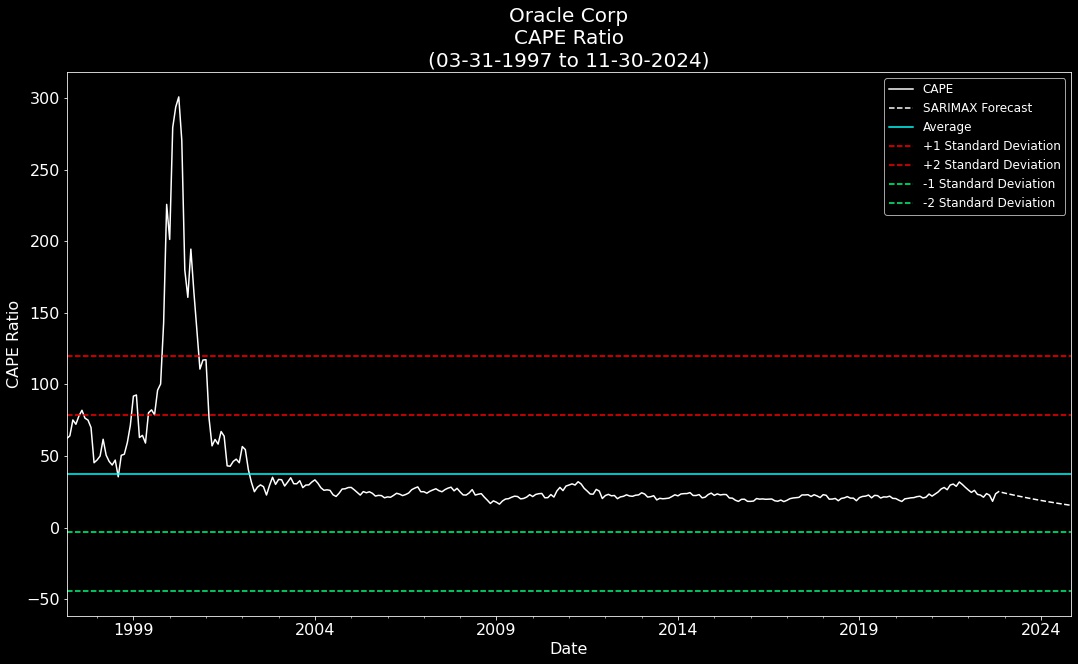 Oracle Corp
CAPE Ratio
(03-31-1997 to 11-30-2024)
CAPE
SARIMAX Forecast
Average
+1 Standard Deviation
+2 Standard Deviation
-1 Standard Deviation
-2 Standard Deviation
CAPE Ratio
300
250
200
150
100
50
0
−50
1999 2004 2009 2014 2019 2024
Date